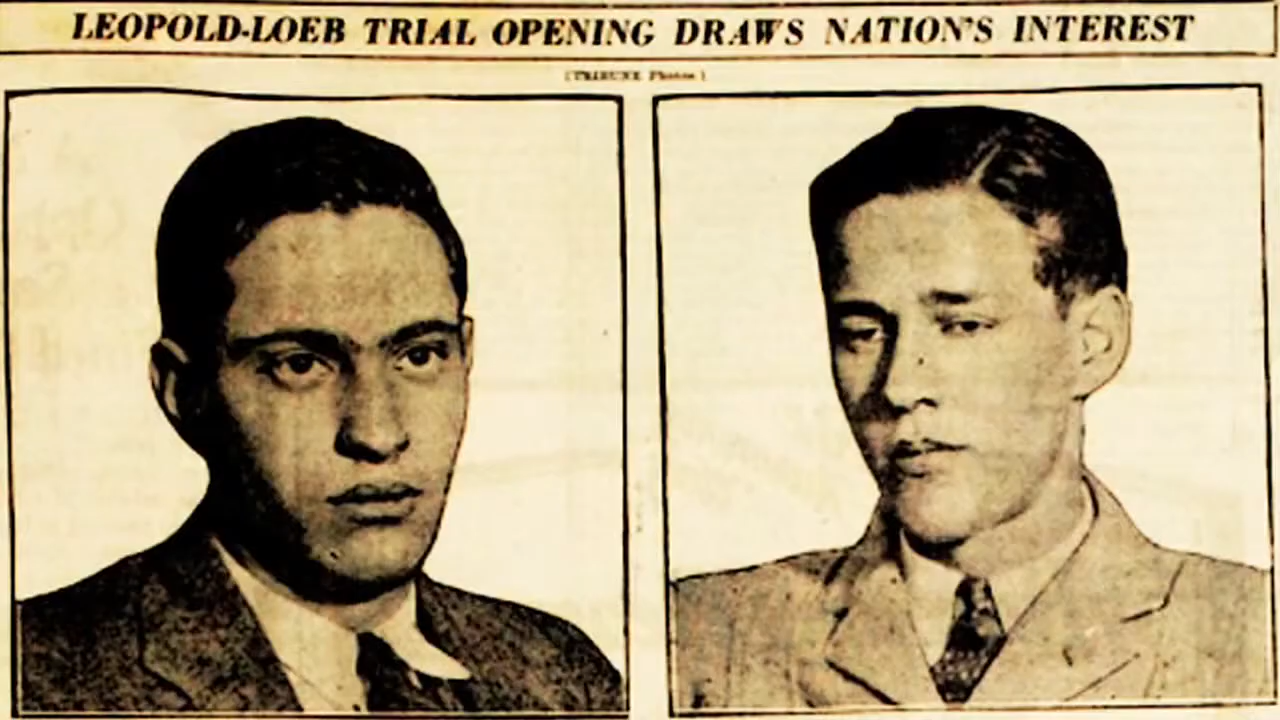 LEOPOLD-LOEB TRIAL OPENING DRAWS NATION'S INTEREST
(TRIBUNE Photos)